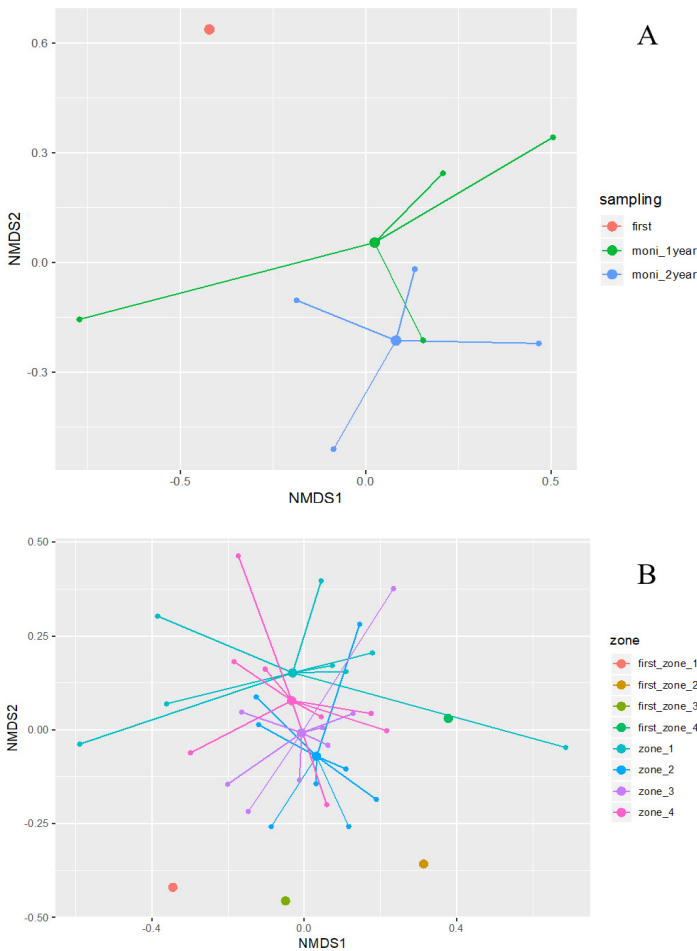 A
0.6
0.3
0.0
-0.3
NMDS2
-0.5
0.0
0.5
NMDS1
sampling
first
moni_1year
moni_2year
B
0.50
0.25
0.00
-0.25
-0.50
NMDS2
-0.4
0.0
0.4
NMDS1
zone
first_zone_1
first_zone_2
first_zone_3
first_zone_4
zone_1
zone_2
zone_3
zone_4